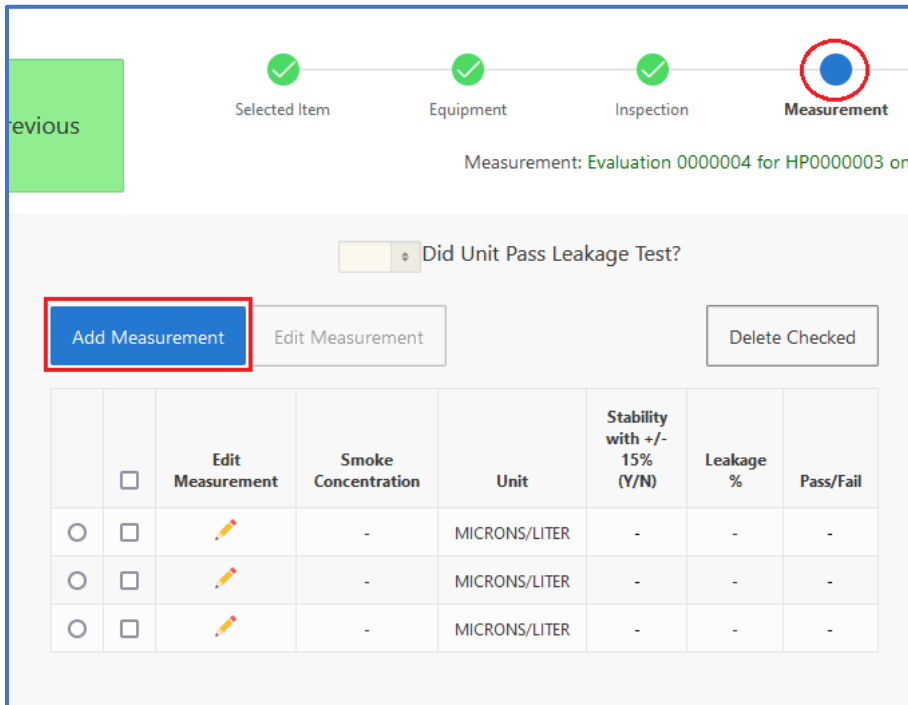 revious
Selected Item
Equipment
Inspection
Measurement
Measurement: Evaluation 0000004 for HP0000003 on
Did Unit Pass Leakage Test?
Add Measurement
Edit Measurement
Delete Checked
Edit Measurement
Smoke Concentration
Unit
Stability with +/- 15% (Y/N)
Leakage %
Pass/Fail
- MICRONS/LITER - - -
- MICRONS/LITER - - -
- MICRONS/LITER - - -